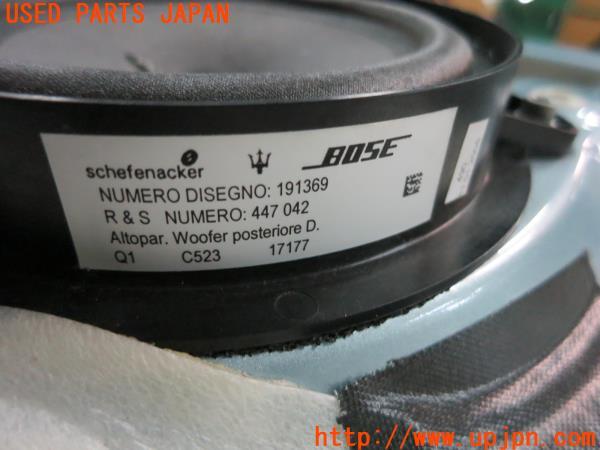 USED PARTS JAPAN
schefenacker
BOSE
NUMERO DISEGNO: 191369
R & S NUMERO: 447 042
Altopar. Woofer posteriore D.
Q1 C523 17177
http://www.upjpn.com/